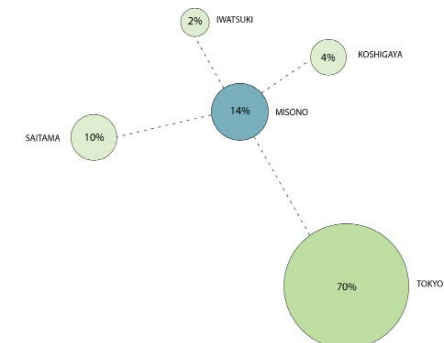 2% IWATSUKI
4% KOSHIGAYA
14% MISONO
SAITAMA 10%
70% TOKYO